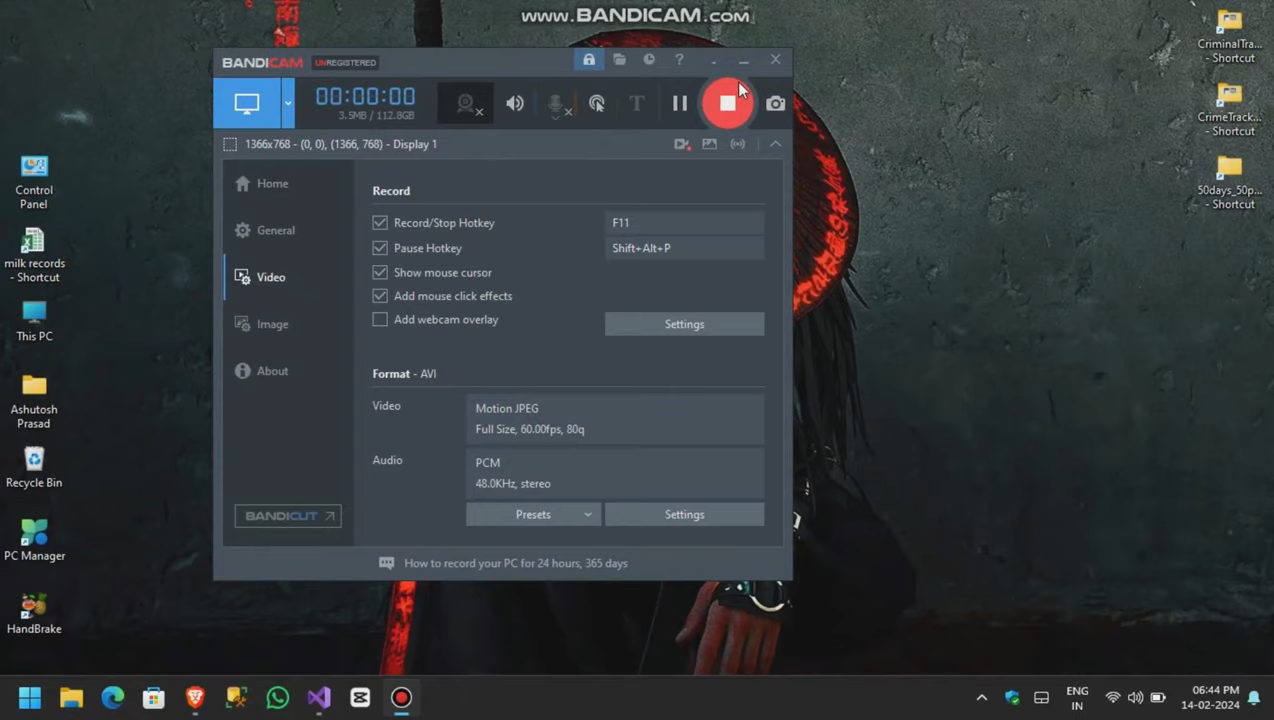 www.BANDICAM.com
BANDICAM UNREGISTERED
00:00:00
3.5MB / 112.8GB
T
1366x768 - (0, 0), (1366, 768) - Display 1
Home
General
Video
Image
About
BANDICUT
Record
Record/Stop Hotkey
F11
Pause Hotkey
Shift+Alt+P
Show mouse cursor
Add mouse click effects
Add webcam overlay
Settings
Format - AVI
Video
Motion JPEG
Full Size, 60.00fps, 80q
Audio
PCM
48.0KHz, stereo
Presets
Settings
How to record your PC for 24 hours, 365 days
Control
Panel
milk records
- Shortcut
This PC
Ashutosh
Prasad
Recycle Bin
PC Manager
HandBrake
CriminalTra...
- Shortcut
CrimeTrack...
- Shortcut
50days_50p...
- Shortcut
ENG
IN
06:44 PM
14-02-2024